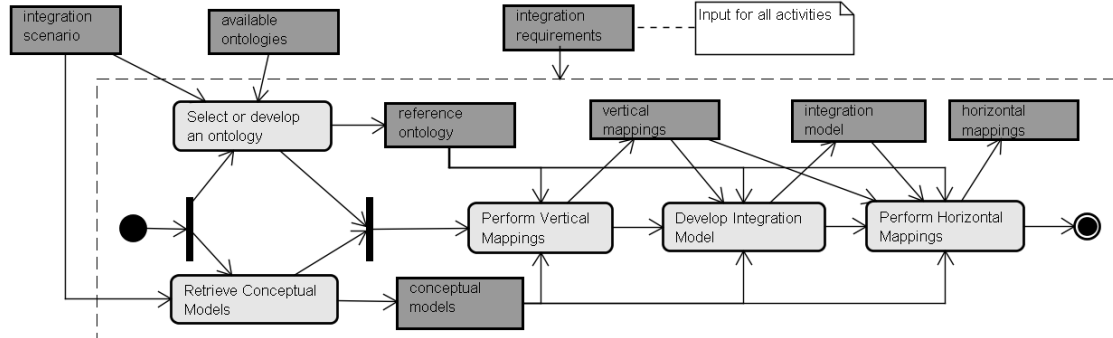 integration
scenario
available
ontologies
integration
requirements
Input for all activities
Select or develop
an ontology
reference
ontology
vertical
mappings
integration
model
horizontal
mappings
Perform Vertical
Mappings
Develop Integration
Model
Perform Horizontal
Mappings
Retrieve Conceptual
Models
conceptual
models